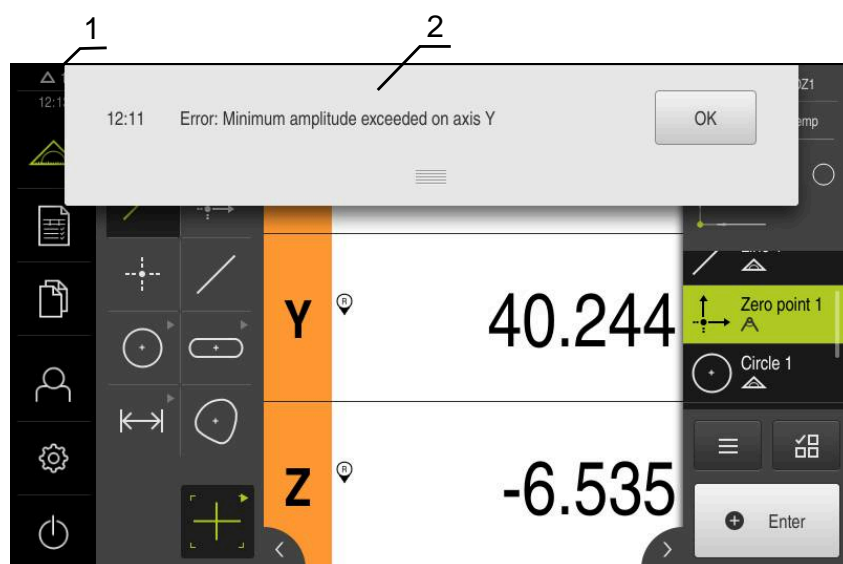 1
2
12:11 Error: Minimum amplitude exceeded on axis Y
OK
Y
R
40.244
Zero point 1
Circle 1
Z
R
-6.535
Enter